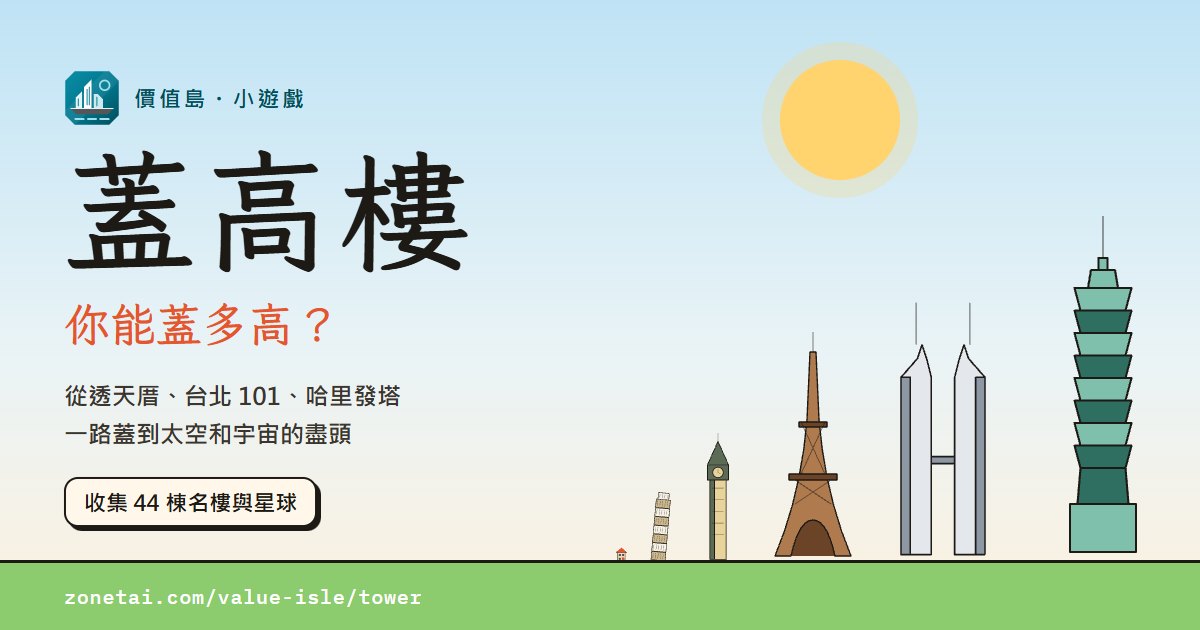 價值島・小遊戲
蓋高樓
你能蓋多高？
從透天厝、台北 101、哈里發塔
一路蓋到太空和宇宙的盡頭
收集 44 棟名樓與星球
zonetai.com/value-isle/tower